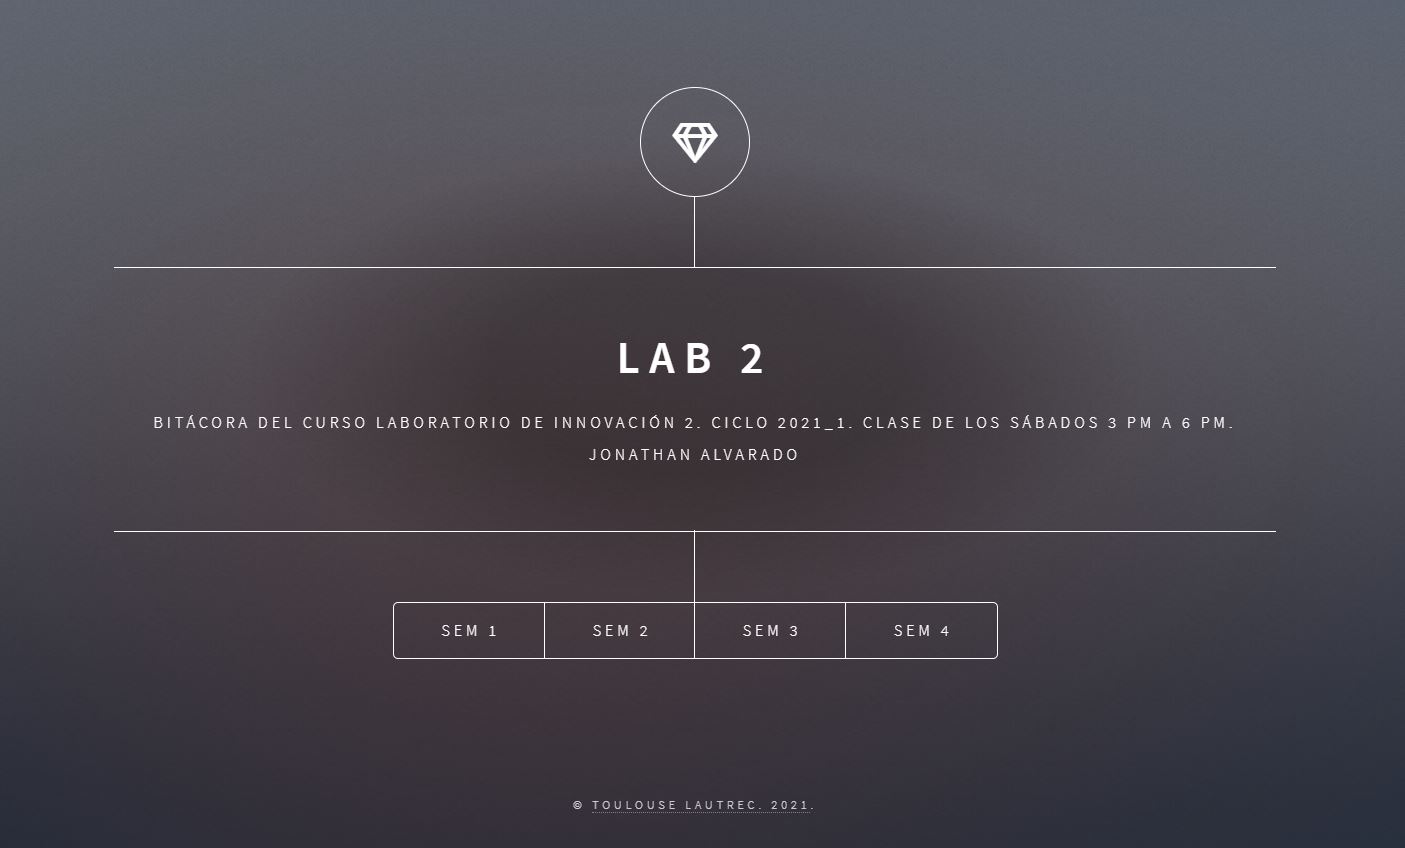 LAB 2
BITÁCORA DEL CURSO LABORATORIO DE INNOVACIÓN 2. CICLO 2021_1. CLASE DE LOS SÁBADOS 3 PM A 6 PM.
JONATHAN ALVARADO
SEM 1
SEM 2
SEM 3
SEM 4
© TOULOUSE LAUTREC. 2021.